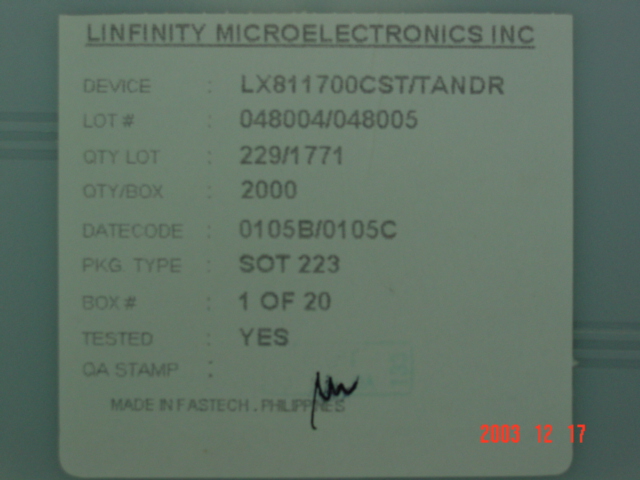 LINFINITY MICROELECTRONICS INC
DEVICE : LX811700CST/TANDR
LOT # : 048004/048005
QTY LOT : 229/1771
QTY/BOX : 2000
DATECODE : 0105B/0105C
PKG TYPE : SOT 223
BOX # : 1 OF 20
TESTED : YES
QA STAMP :
MADE IN FASTECH . PHILIPPINES
2003 12 17